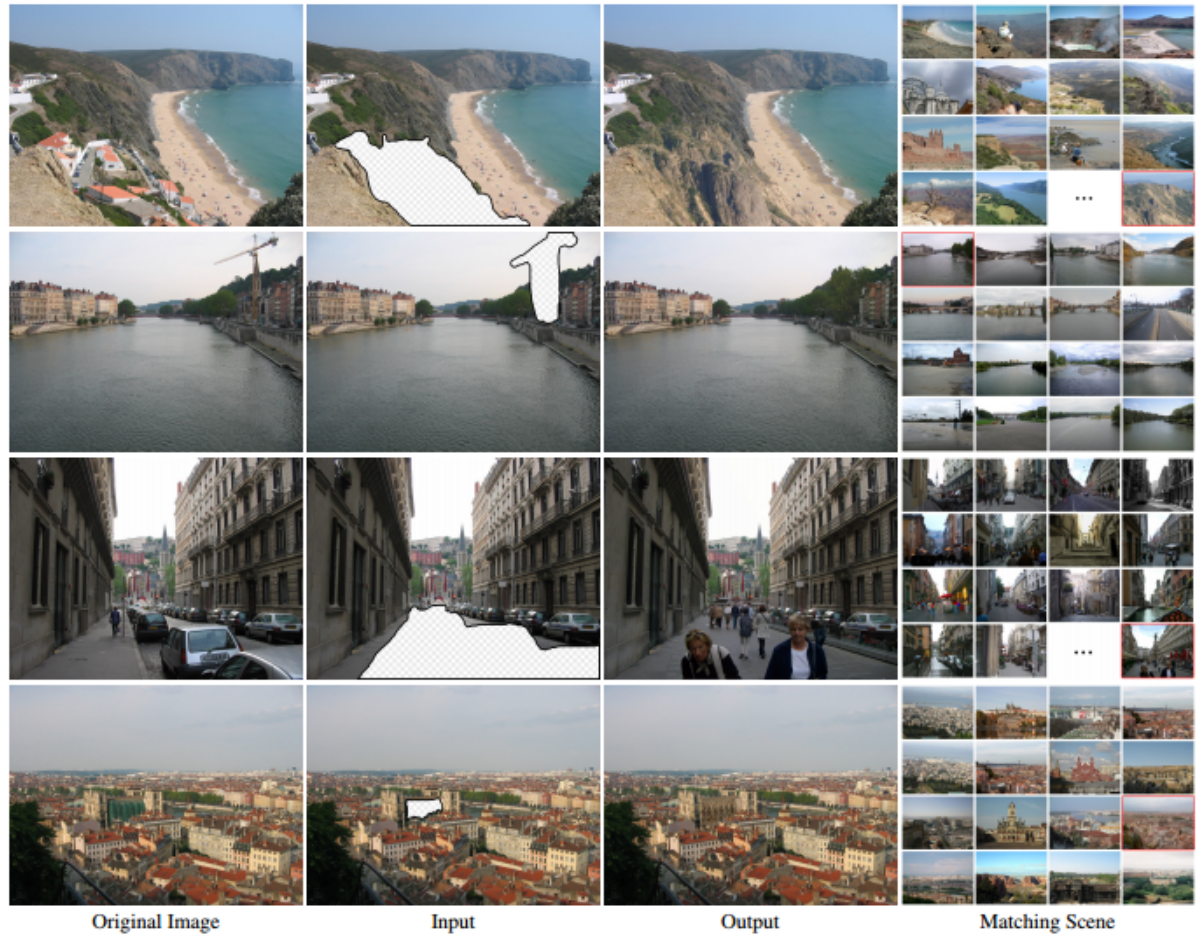 ...
...
Original Image
Input
Output
Matching Scene